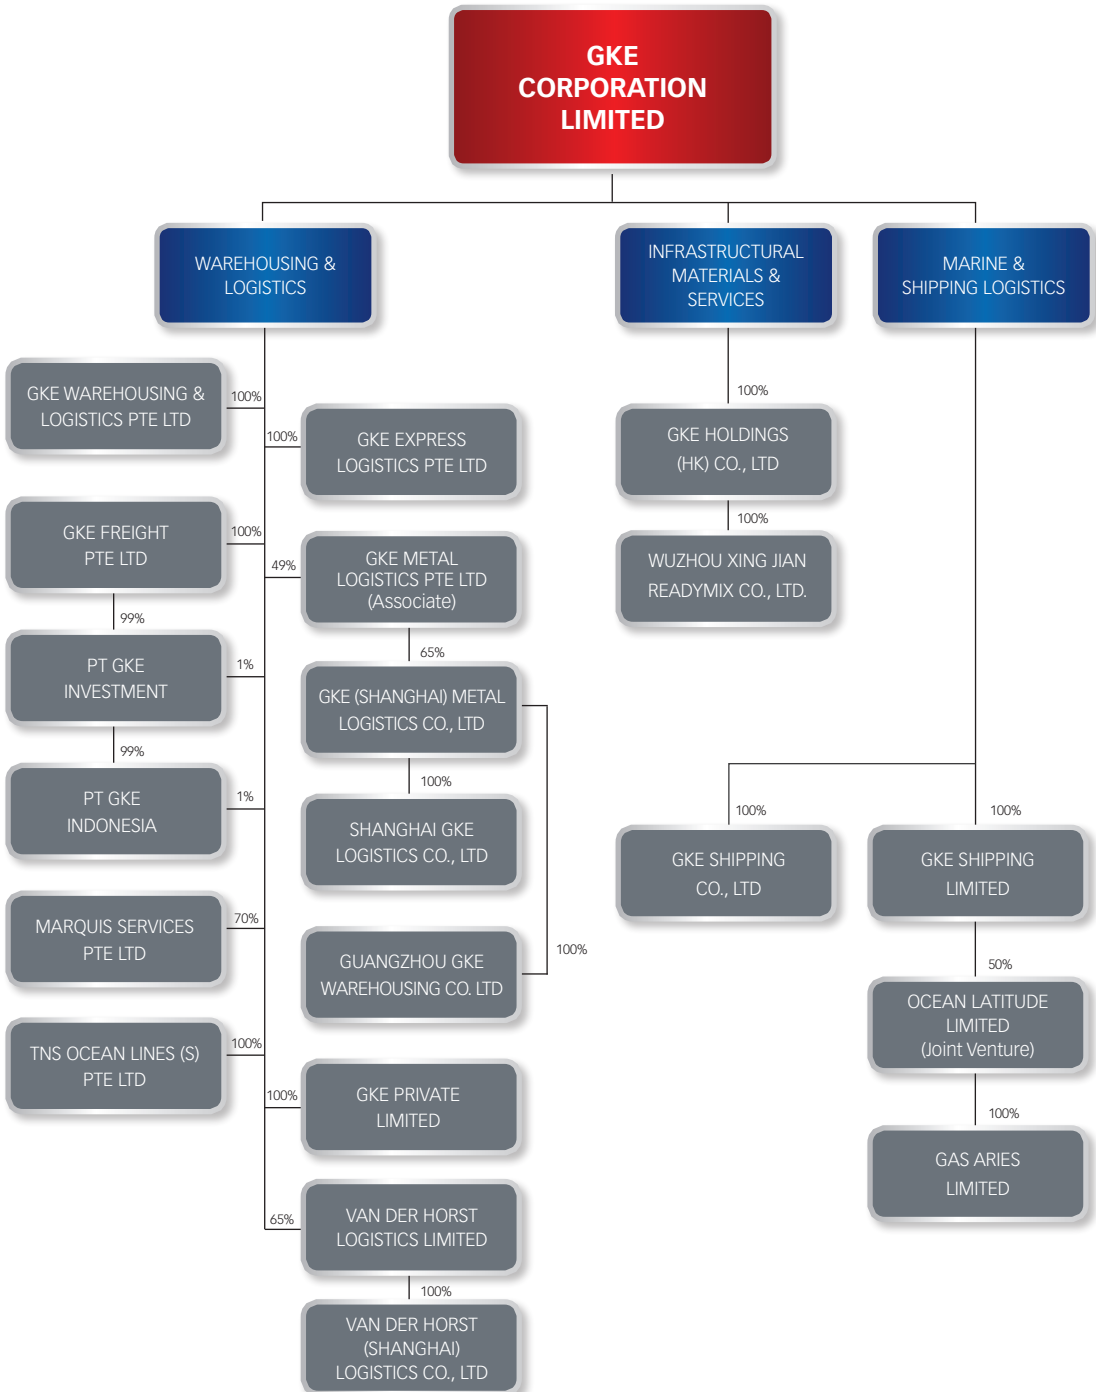 GKE
CORPORATION
LIMITED
WAREHOUSING &
LOGISTICS
INFRASTRUCTURAL
MATERIALS &
SERVICES
MARINE &
SHIPPING LOGISTICS
100%
GKE WAREHOUSING &
LOGISTICS PTE LTD
100%
GKE EXPRESS
LOGISTICS PTE LTD
100%
GKE FREIGHT
PTE LTD
49%
GKE METAL
LOGISTICS PTE LTD
(Associate)
99%
PT GKE
INVESTMENT
1%
65%
GKE (SHANGHAI) METAL
LOGISTICS CO., LTD
99%
PT GKE
INDONESIA
1%
100%
SHANGHAI GKE
LOGISTICS CO., LTD
MARQUIS SERVICES
PTE LTD
70%
GUANGZHOU GKE
WAREHOUSING CO. LTD
100%
TNS OCEAN LINES (S)
PTE LTD
100%
100%
GKE PRIVATE
LIMITED
65%
VAN DER HORST
LOGISTICS LIMITED
100%
VAN DER HORST
(SHANGHAI)
LOGISTICS CO., LTD
100%
GKE HOLDINGS
(HK) CO., LTD
100%
WUZHOU XING JIAN
READYMIX CO., LTD.
100%
GKE SHIPPING
CO., LTD
100%
GKE SHIPPING
LIMITED
50%
OCEAN LATITUDE
LIMITED
(Joint Venture)
100%
GAS ARIES
LIMITED